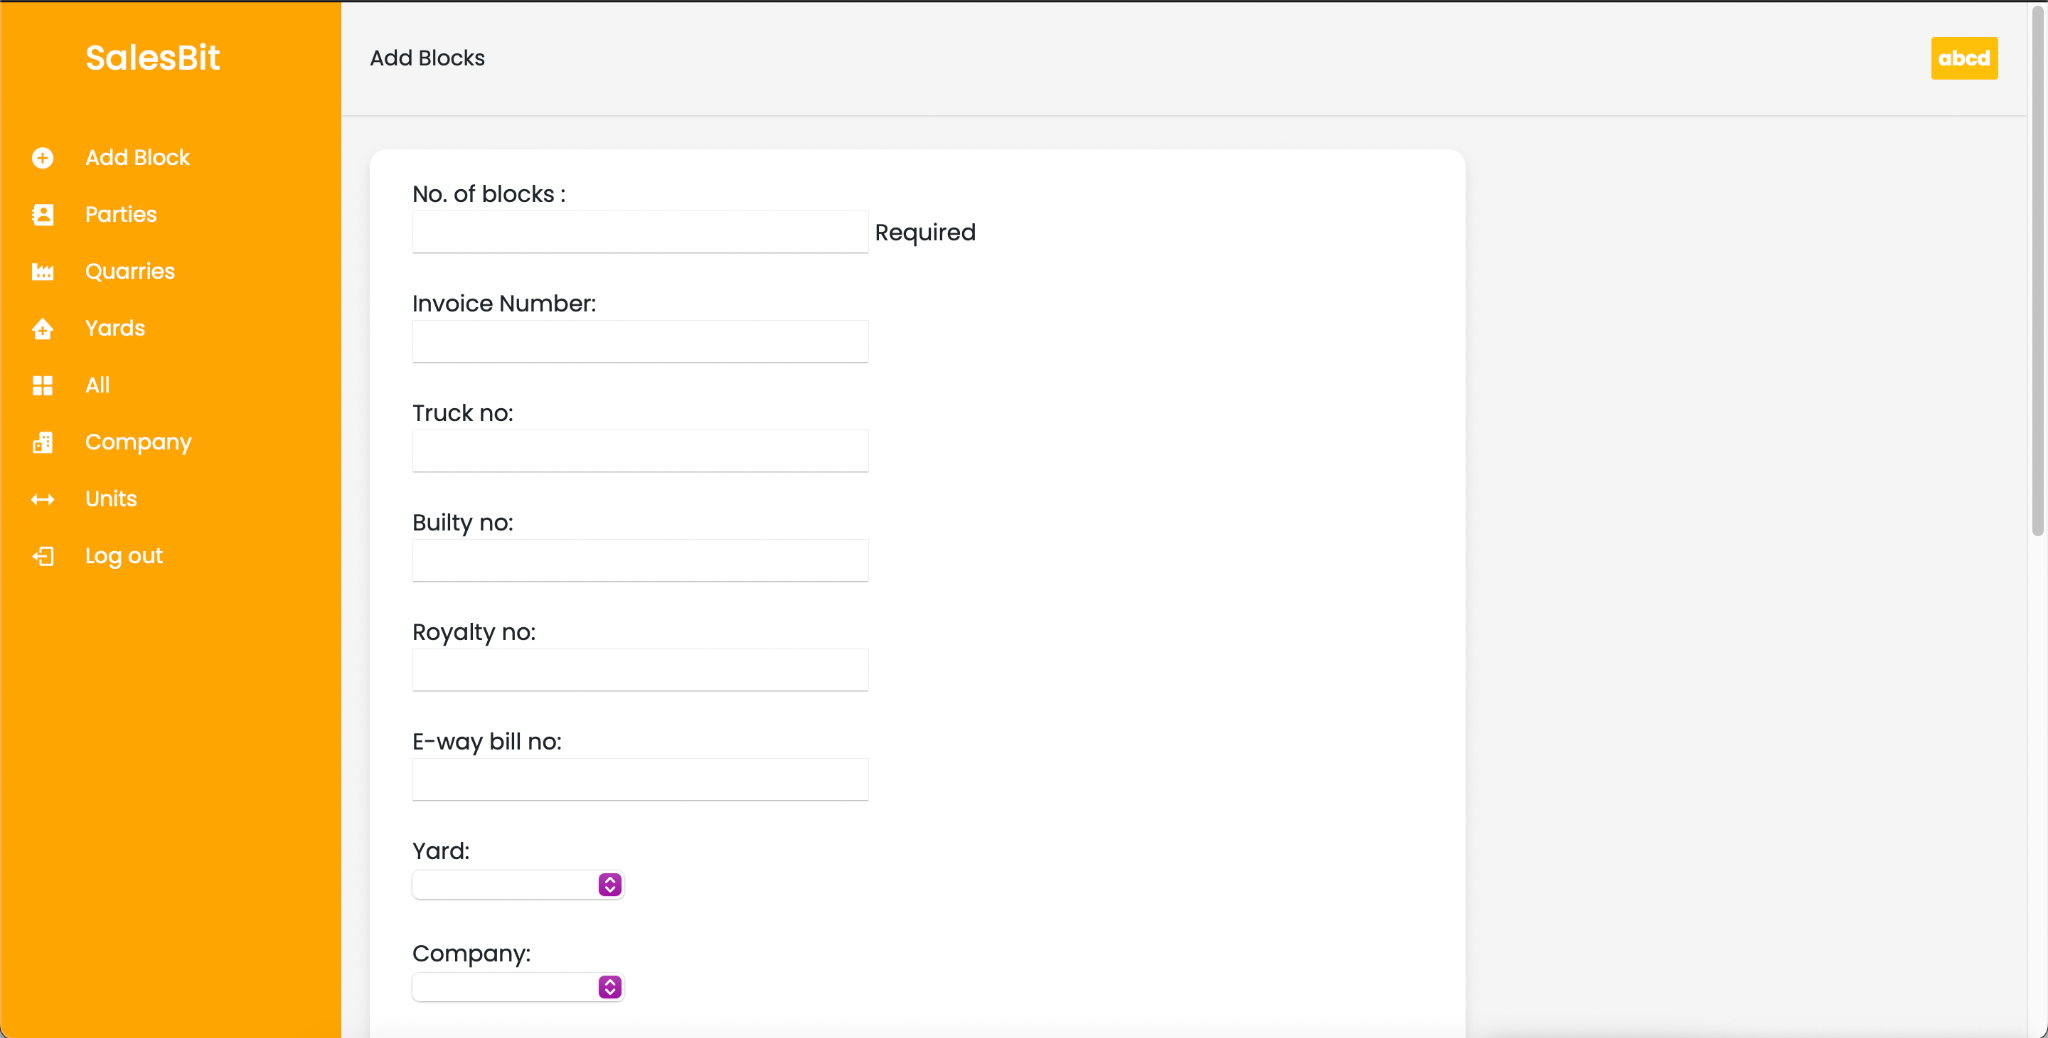 SalesBit
Add Block
Parties
Quarries
Yards
All
Company
Units
Log out
Add Blocks
abcd
No. of blocks :
Required
Invoice Number:
Truck no:
Builty no:
Royalty no:
E-way bill no:
Yard:
Company: